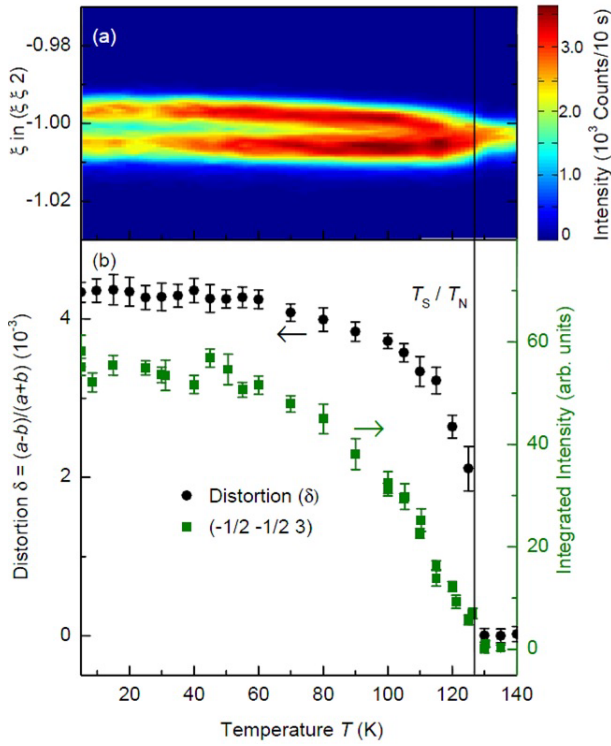 (a)
-0.98
-1.00
-1.02
ξ in (ξ ξ 2)
3.0
2.0
1.0
0
Intensity (10³ Counts/10 s)
(b)
T_S / T_N
4
2
0
Distortion δ = (a-b)/(a+b) (10⁻³)
60
40
20
0
Integrated Intensity (arb. units)
Distortion (δ)
(-1/2 -1/2 3)
20 40 60 80 100 120 140
Temperature T (K)